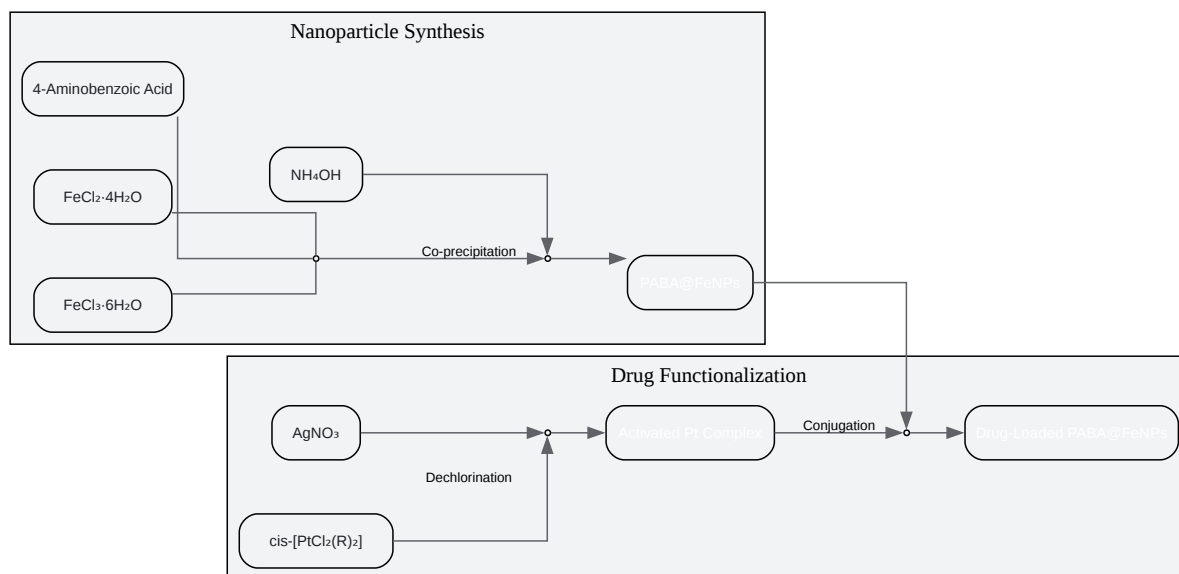 Nanoparticle Synthesis
4-Aminobenzoic Acid
FeCl₂·4H₂O
NH₄OH
Co-precipitation
FeCl₃·6H₂O
PABA@FeNPs
Drug Functionalization
AgNO₃
Activated Pt Complex
Conjugation
Drug-Loaded PABA@FeNPs
Dechlorination
cis-[PtCl₂(R)₂]